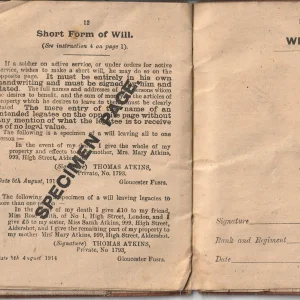 12
Short Form of Will.
(See instruction 4 on page 1).
If a soldier on active service, or under orders for active
service, wishes to make a short will, he may do so on the
opposite page. It must be entirely in his own
handwriting and must be signed by him and
dated. The full names and addresses of the persons whom
he desires to benefit, and the sum of money or the articles of
property which he desires to leave to them, must be clearly
stated. The mere entry of the name of an
intended legatee on the opposite page without
any mention of what the legatee is to receive
is of no legal value.
The following is a specimen of a will leaving all to one
person:—
In the event of my death I give the whole of my
property and effects to my mother, Mrs. Mary Atkins,
999, High Street, Aldershot.
(Signature) THOMAS ATKINS,
Private, No. 1793,
Date 5th August, 1914 Gloucester Fusrs.
The following is a specimen of a will leaving legacies to
more than one person:—
In the event of my death I give £10 to my friend,
Miss Rose of No. 1, High Street, London, and I
give £5 to my sister, Miss Sarah Atkins, 999, High Street,
Aldershot, and I give the remaining part of my property to
my mother Mrs Mary Atkins, 999, High Street, Aldershot.
(Signature) THOMAS ATKINS,
Private, No. 1793,
Date 5th August 1914 Gloucester Fusrs.
SPECIMEN PAGE
Signature
Rank and Regiment
Date